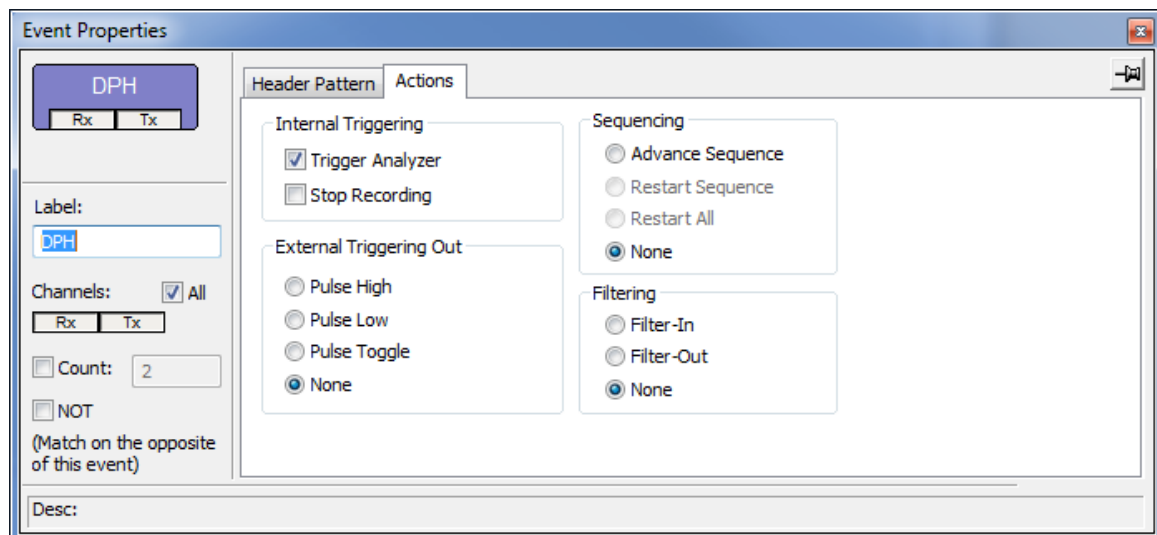 Event Properties
DPH
Rx Tx
Label:
DPH
Channels: All
Rx Tx
Count: 2
NOT
(Match on the opposite
of this event)
Header Pattern Actions
Internal Triggering
Trigger Analyzer
Stop Recording
External Triggering Out
Pulse High
Pulse Low
Pulse Toggle
None
Sequencing
Advance Sequence
Restart Sequence
Restart All
None
Filtering
Filter-In
Filter-Out
None
Desc: